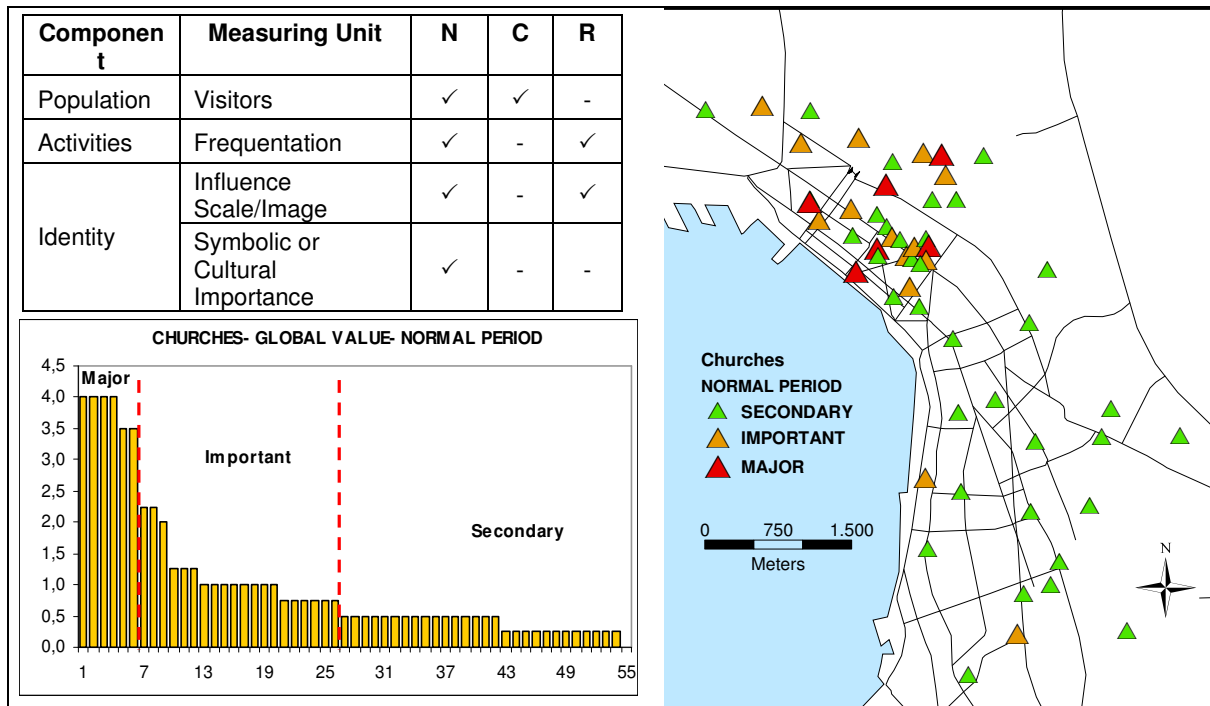 Componen
t
Measuring Unit
N
C
R
Population
Visitors
✓
✓
-
Activities
Frequentation
✓
-
✓
Identity
Influence
Scale/Image
✓
-
✓
Symbolic or
Cultural
Importance
✓
-
-
CHURCHES- GLOBAL VALUE- NORMAL PERIOD
4,5
4,0
3,5
3,0
2,5
2,0
1,5
1,0
0,5
0,0
Major
Important
Secondary
1
7
13
19
25
31
37
43
49
55
Churches
NORMAL PERIOD
SECONDARY
IMPORTANT
MAJOR
0 750 1.500
Meters
N